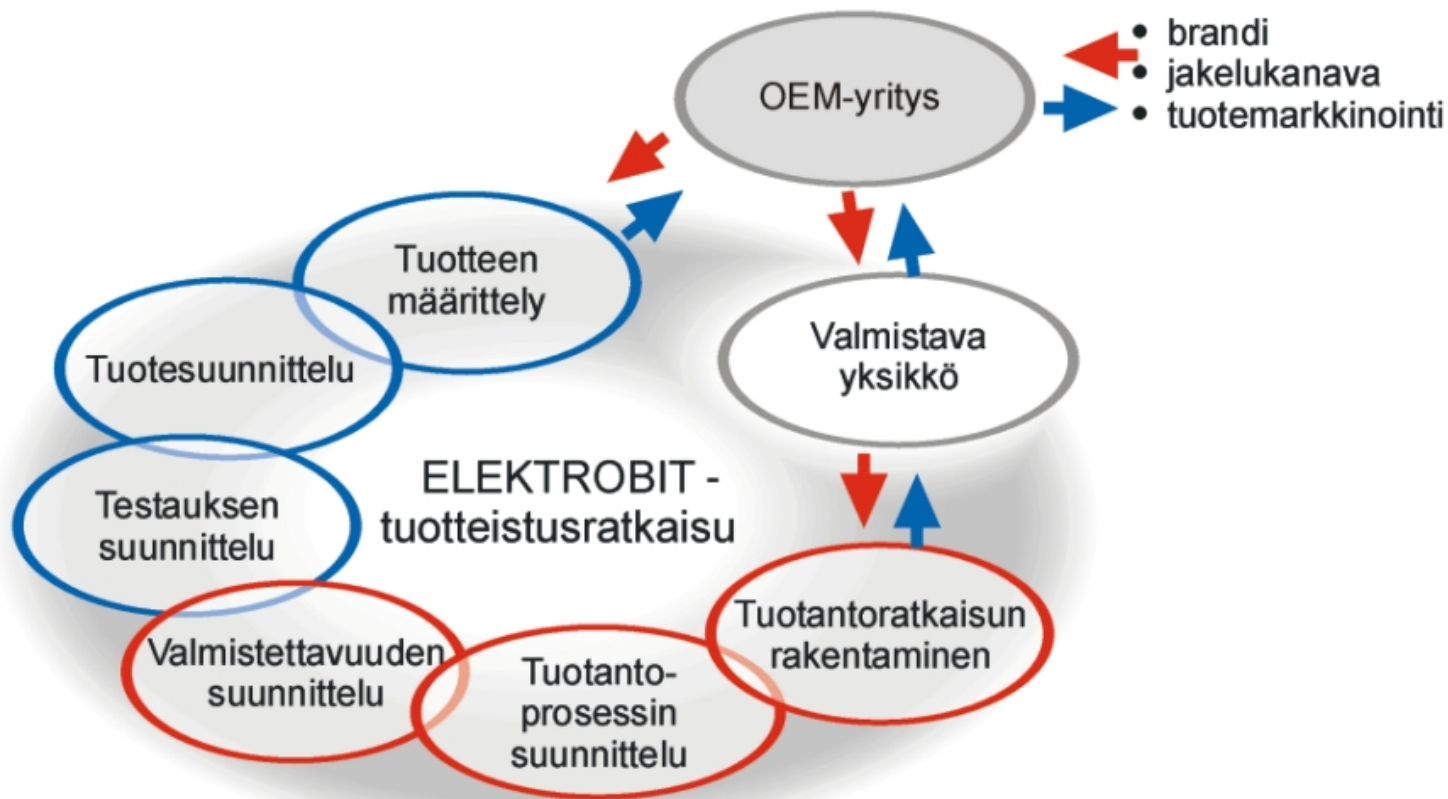 OEM-yritys
• brandi
• jakelukanava
• tuotemarkkinointi
Tuotteen
määrittely
Valmistava
yksikkö
Tuotesuunnittelu
ELEKTROBIT -
tuotteistusratkaisu
Testauksen
suunnittelu
Tuotantoratkaisun
rakentaminen
Valmistettavuuden
suunnittelu
Tuotanto-
prosessin
suunnittelu